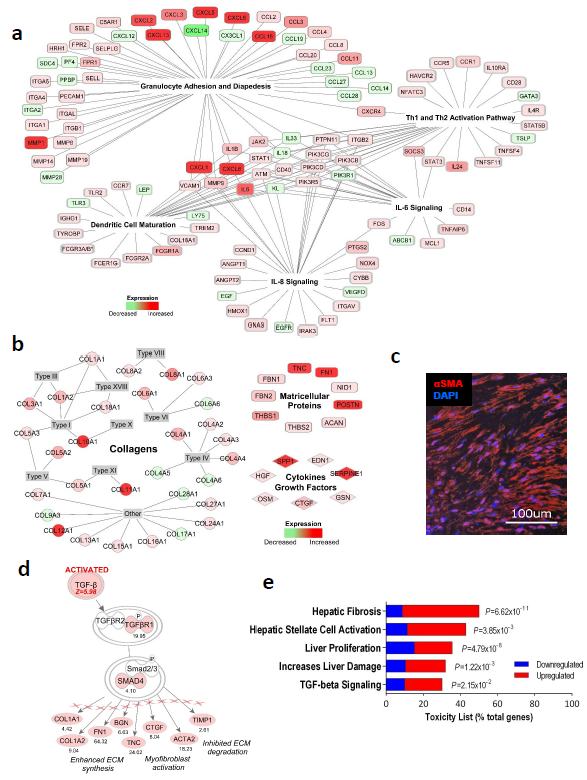 a
CXCL2
CXCL3
CXCL5
CXCL6
CCL2
C5AR1
CCL3
SELE
CXCL12
CXCL13
CXCL14
CX3CL1
CCL16
CCL19
CCL4
HRH1
FPR2
SELPLG
CCL8
SDC4
PF4
FPR1
CCL20
CCL11
ITGA5
PPBP
SELL
CCL23
CCL13
Granulocyte Adhesion and Diapedesis
CCL27
CCL14
ITGA4
PECAM1
CCL28
ITGA2
ITGAL
CXCR4
ITGA1
ITGB1
MMP8
MMP14
MMP19
MMP28
CCR5
CCR1
IL10RA
HAVCR2
CD28
NFATC3
GATA3
IL4R
Th1 and Th2 Activation Pathway
STAT5B
TSLP
TNFSF4
SOCS3
STAT3
IL24
TNFSF11
IL1B
JAK2
IL33
PTPN11
ITGB2
STAT1
IL18
PIK3CG
PIK3CB
CXCL1
CXCL8
ATM
CD40
PIK3CD
PIK3R1
VCAM1
MMP9
IL6
KL
PIK3R5
CCR7
TLR2
LEP
TLR3
LY75
IGHG1
Dendritic Cell Maturation
TREM2
TYROBP
COL18A1
FCGR3A/B
FCGR1A
FCER1G
FCGR2A
IL-6 Signaling
CD14
TNFAIP6
ABCB1
MCL1
FOS
CCND1
PTGS2
ANGPT1
NOX4
ANGPT2
IL-8 Signaling
CYBB
EGF
VEGFD
HMOX1
ITGAV
GNAS
EGFR
IRAK3
FLT1
Expression
Decreased
Increased
b
COL1A1
Type VIII
COL8A2
COL8A1
Type III
COL6A3
Type XVIII
COL3A1
COL1A2
COL6A1
COL18A1
COL6A6
Type VI
COL5A3
Type I
Type X
COL4A2
COL10A1
COL4A1
COL4A3
Collagens
COL5A2
Type IV
COL4A4
Type V
Type XI
COL4A5
COL4A6
COL7A1
COL5A1
COL11A1
COL28A1
COL9A3
COL27A1
Other
COL12A1
COL24A1
COL13A1
COL15A1
COL16A1
COL17A1
TNC
FN1
FBN1
NID1
FBN2
Matricellular
Proteins
POSTN
THBS1
ACAN
THBS2
SPP1
EDN1
HGF
SERPINE1
Cytokines
Growth Factors
OSM
CTGF
GSN
Expression
Decreased
Increased
c
αSMA
DAPI
100um
d
ACTIVATED
TGF-β
Z=5.98
TGFβR2
P
TGFβR1
19.95
Smad2/3
P
SMAD4
4.10
COL1A1
4.42
COL1A2
9.04
FN1
64.32
BGN
6.63
TNC
24.02
CTGF
8.04
ACTA2
18.23
TIMP1
2.61
Enhanced ECM
synthesis
Myofibroblast
activation
Inhibited ECM
degradation
e
Hepatic Fibrosis
P=6.62x10-11
Hepatic Stellate Cell Activation
P=3.85x10-3
Liver Proliferation
P=4.79x10-8
Increases Liver Damage
P=1.22x10-3
TGF-beta Signaling
P=2.15x10-2
Downregulated
Upregulated
0 20 40 60 80 100
Toxicity List (% total genes)